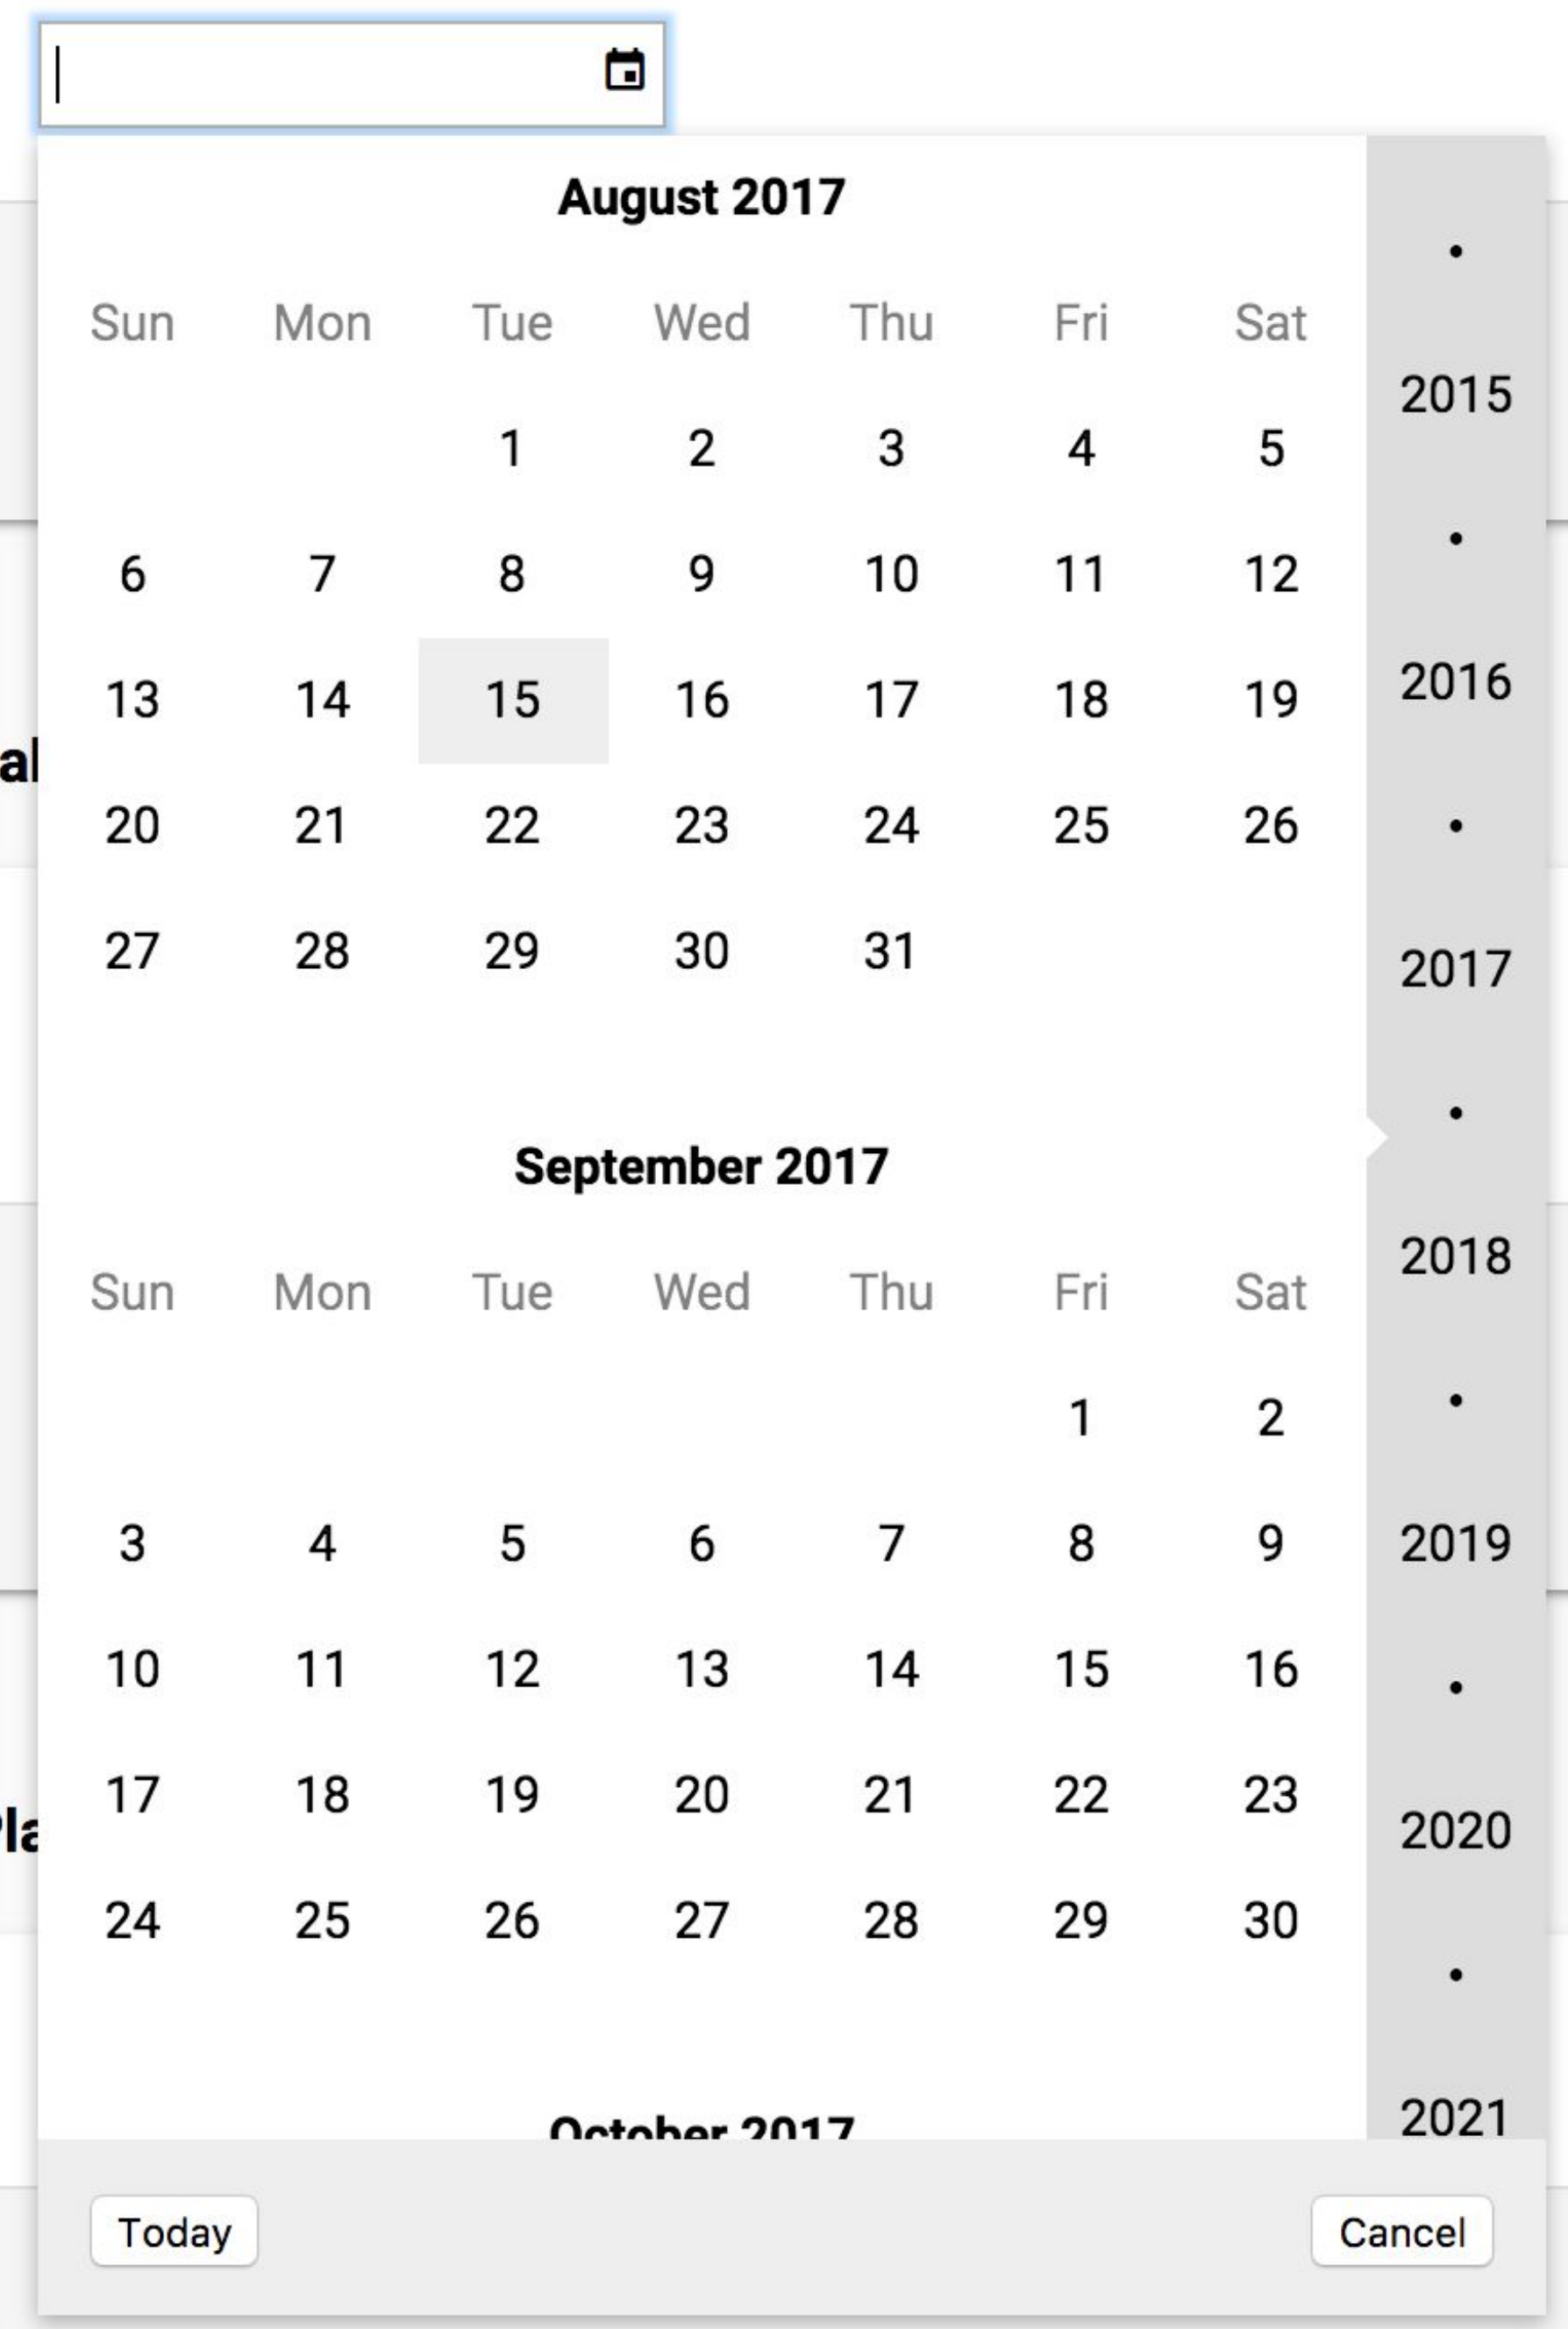 August 2017
Sun Mon Tue Wed Thu Fri Sat
1 2 3 4 5
6 7 8 9 10 11 12
13 14 15 16 17 18 19
20 21 22 23 24 25 26
27 28 29 30 31
September 2017
Sun Mon Tue Wed Thu Fri Sat
1 2
3 4 5 6 7 8 9
10 11 12 13 14 15 16
17 18 19 20 21 22 23
24 25 26 27 28 29 30
October 2017
•
2015
•
2016
•
2017
•
2018
•
2019
•
2020
•
2021
Today
Cancel